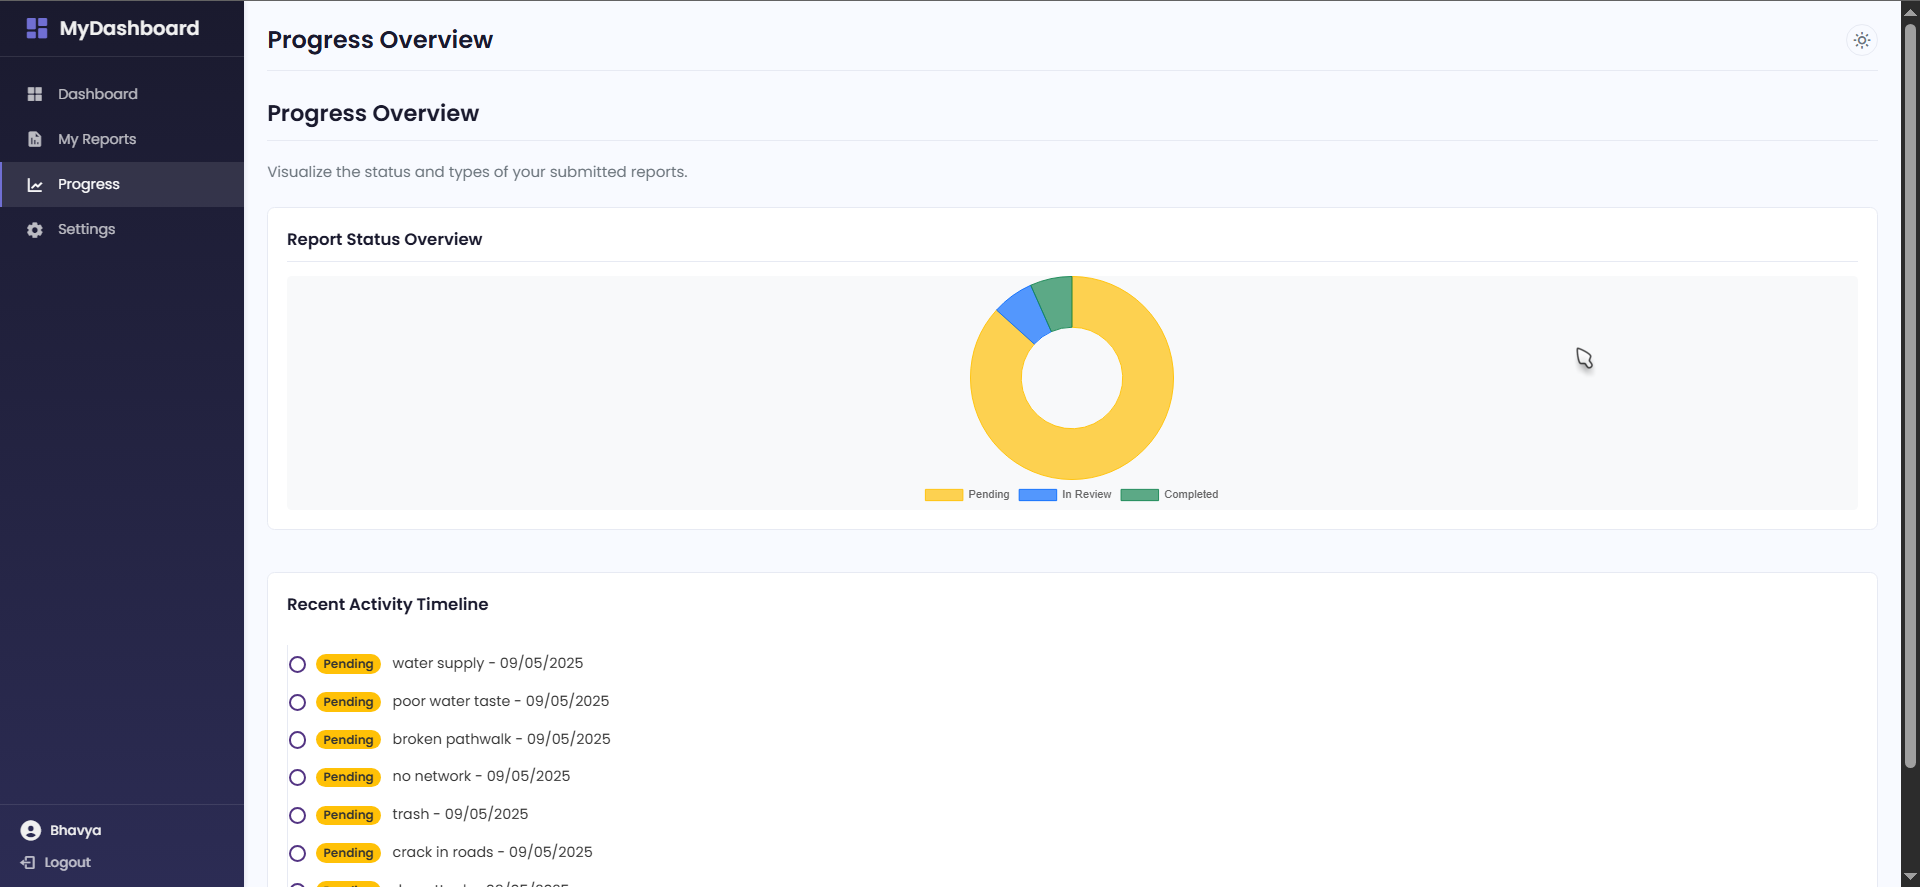 MyDashboard
Dashboard
My Reports
Progress
Settings
Bhavya
Logout
Progress Overview
Progress Overview
Visualize the status and types of your submitted reports.
Report Status Overview
Pending In Review Completed
Recent Activity Timeline
Pending water supply - 09/05/2025
Pending poor water taste - 09/05/2025
Pending broken pathwalk - 09/05/2025
Pending no network - 09/05/2025
Pending trash - 09/05/2025
Pending crack in roads - 09/05/2025